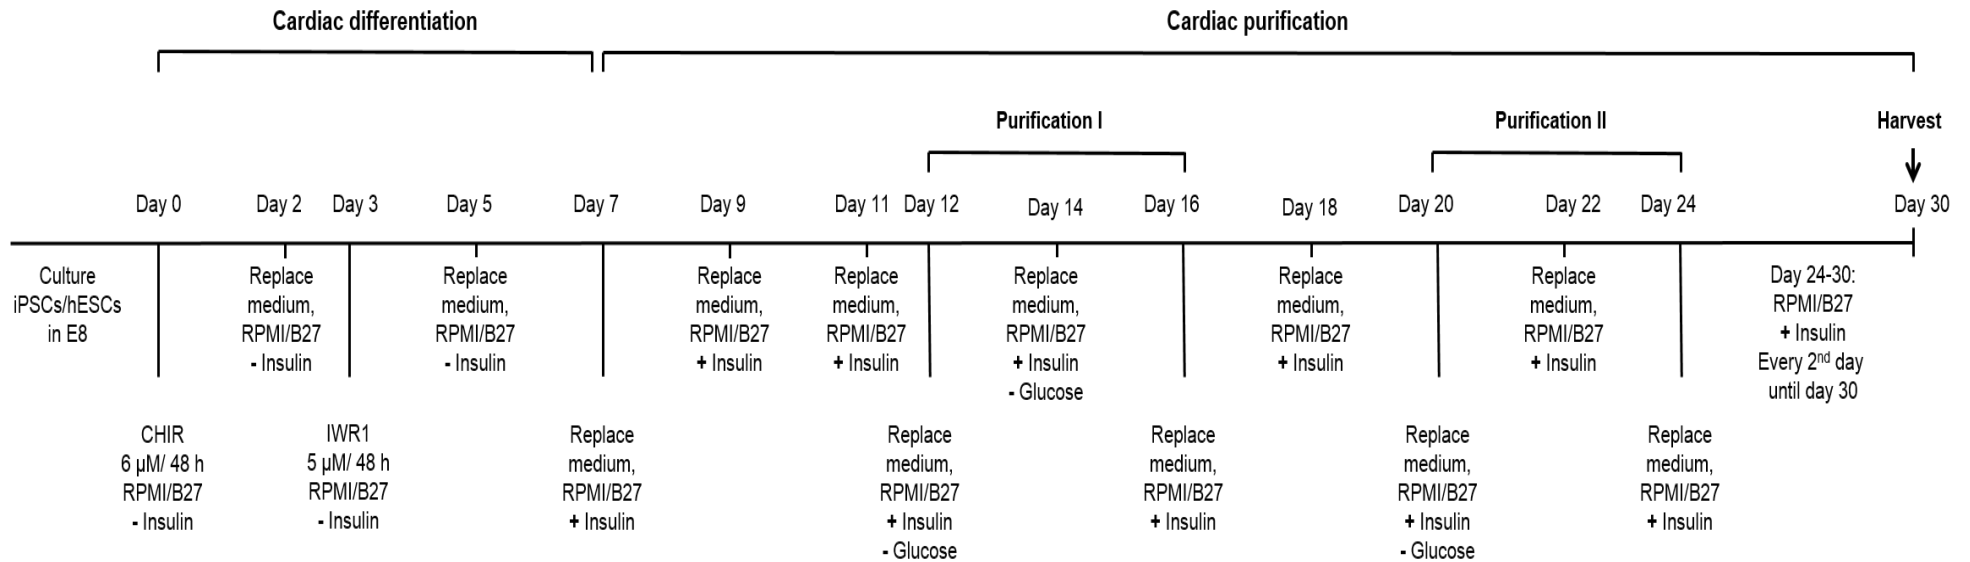 Cardiac differentiation
Cardiac purification
Purification I
Purification II
Harvest
Day 0
Day 2
Day 3
Day 5
Day 7
Day 9
Day 11
Day 12
Day 14
Day 16
Day 18
Day 20
Day 22
Day 24
Day 30
Culture
iPSCs/hESCs
in E8
Replace
medium,
RPMI/B27
- Insulin
Replace
medium,
RPMI/B27
- Insulin
Replace
medium,
RPMI/B27
+ Insulin
Replace
medium,
RPMI/B27
+ Insulin
Replace
medium,
RPMI/B27
+ Insulin
- Glucose
Replace
medium,
RPMI/B27
+ Insulin
Replace
medium,
RPMI/B27
+ Insulin
Day 24-30:
RPMI/B27
+ Insulin
Every 2nd day
until day 30
CHIR
6 µM/ 48 h
RPMI/B27
- Insulin
IWR1
5 µM/ 48 h
RPMI/B27
- Insulin
Replace
medium,
RPMI/B27
+ Insulin
Replace
medium,
RPMI/B27
+ Insulin
- Glucose
Replace
medium,
RPMI/B27
+ Insulin
Replace
medium,
RPMI/B27
+ Insulin
- Glucose
Replace
medium,
RPMI/B27
+ Insulin